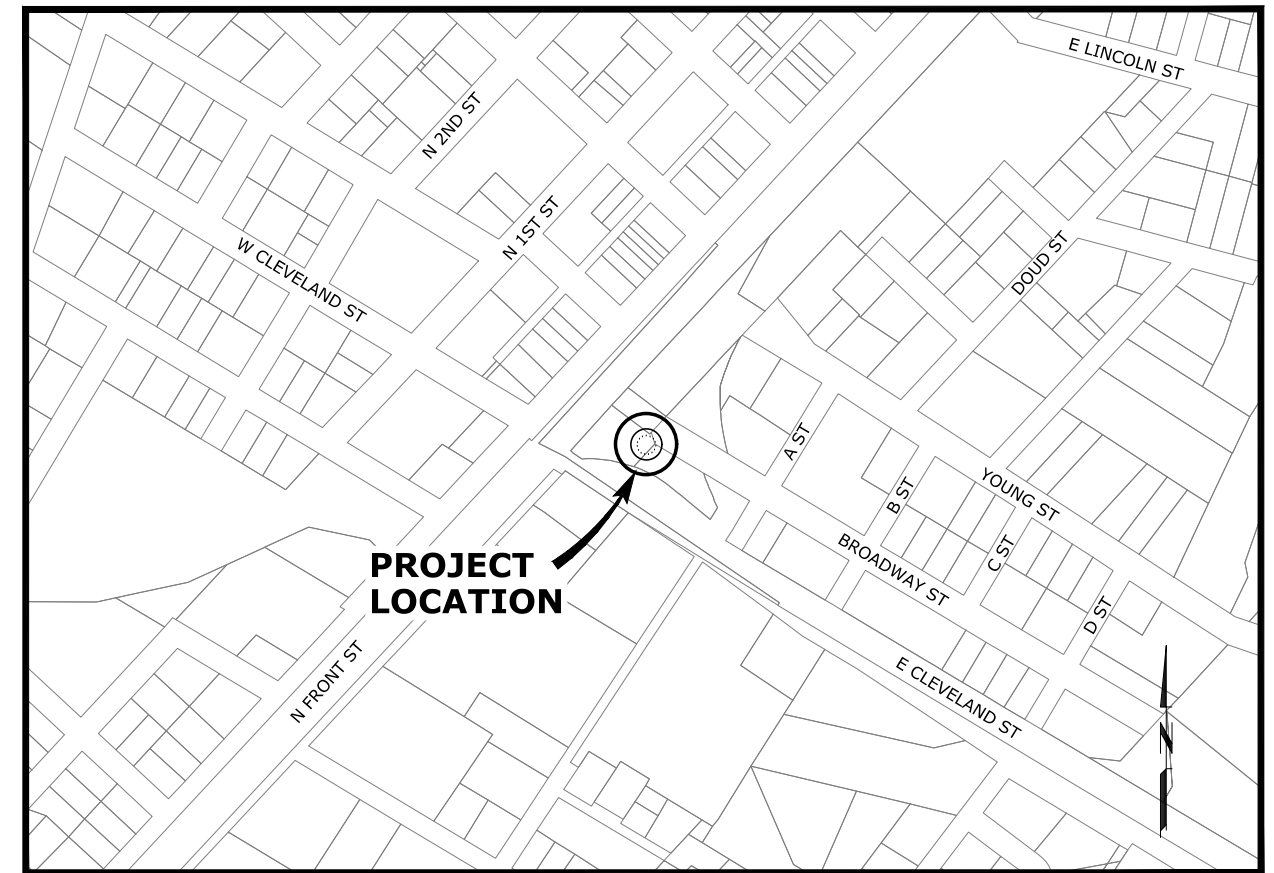 E LINCOLN ST
N 2ND ST
N 1ST ST
W CLEVELAND ST
DOUD ST
A ST
B ST
YOUNG ST
C ST
BROADWAY ST
D ST
PROJECT
LOCATION
N FRONT ST
E CLEVELAND ST
N